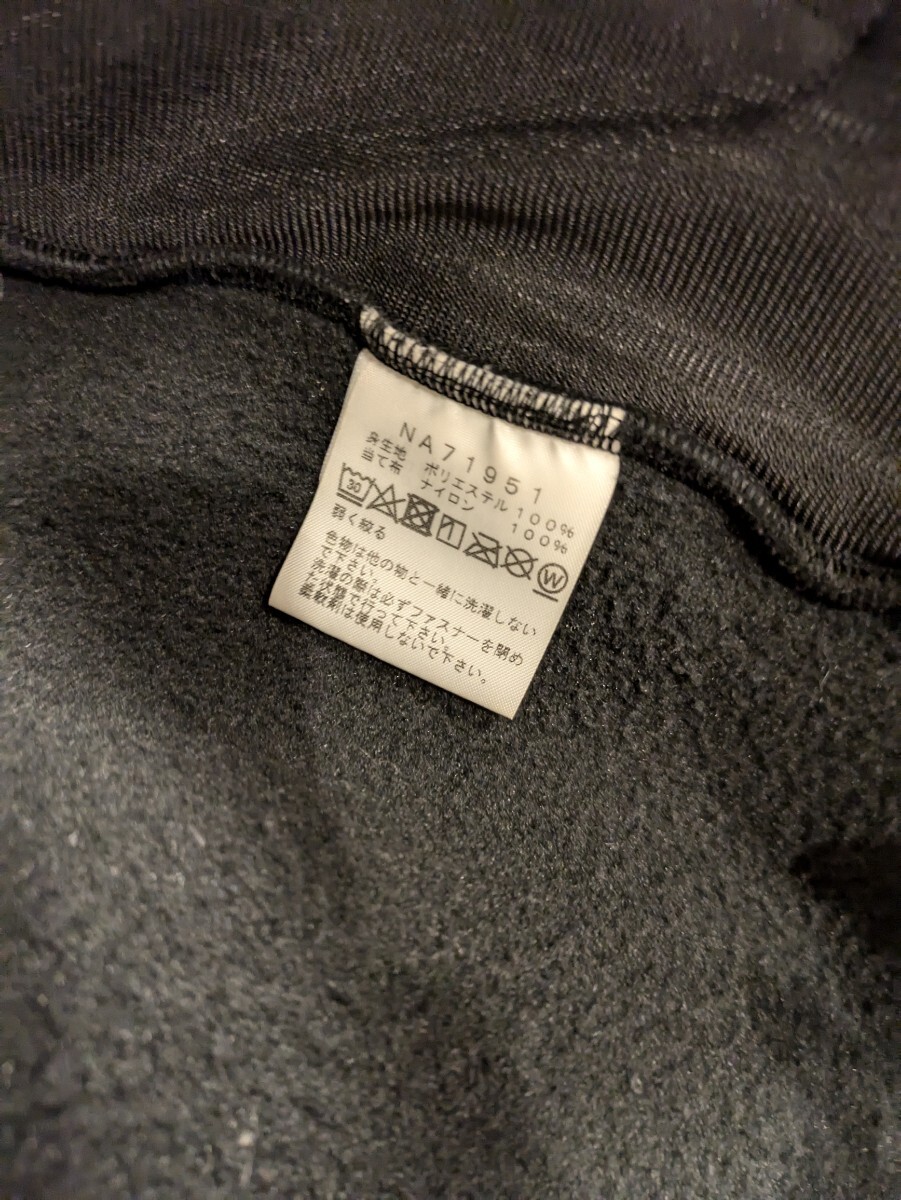 NA71951
身生地 ポリエステル 100%
当て布 ナイロン 100%
30 1 W
弱く絞る
色物は他の物と一緒に洗濯しない
で下さい。
洗濯の際は必ずファスナーを閉め
た状態で行って下さい。
柔軟剤は使用しないで下さい。